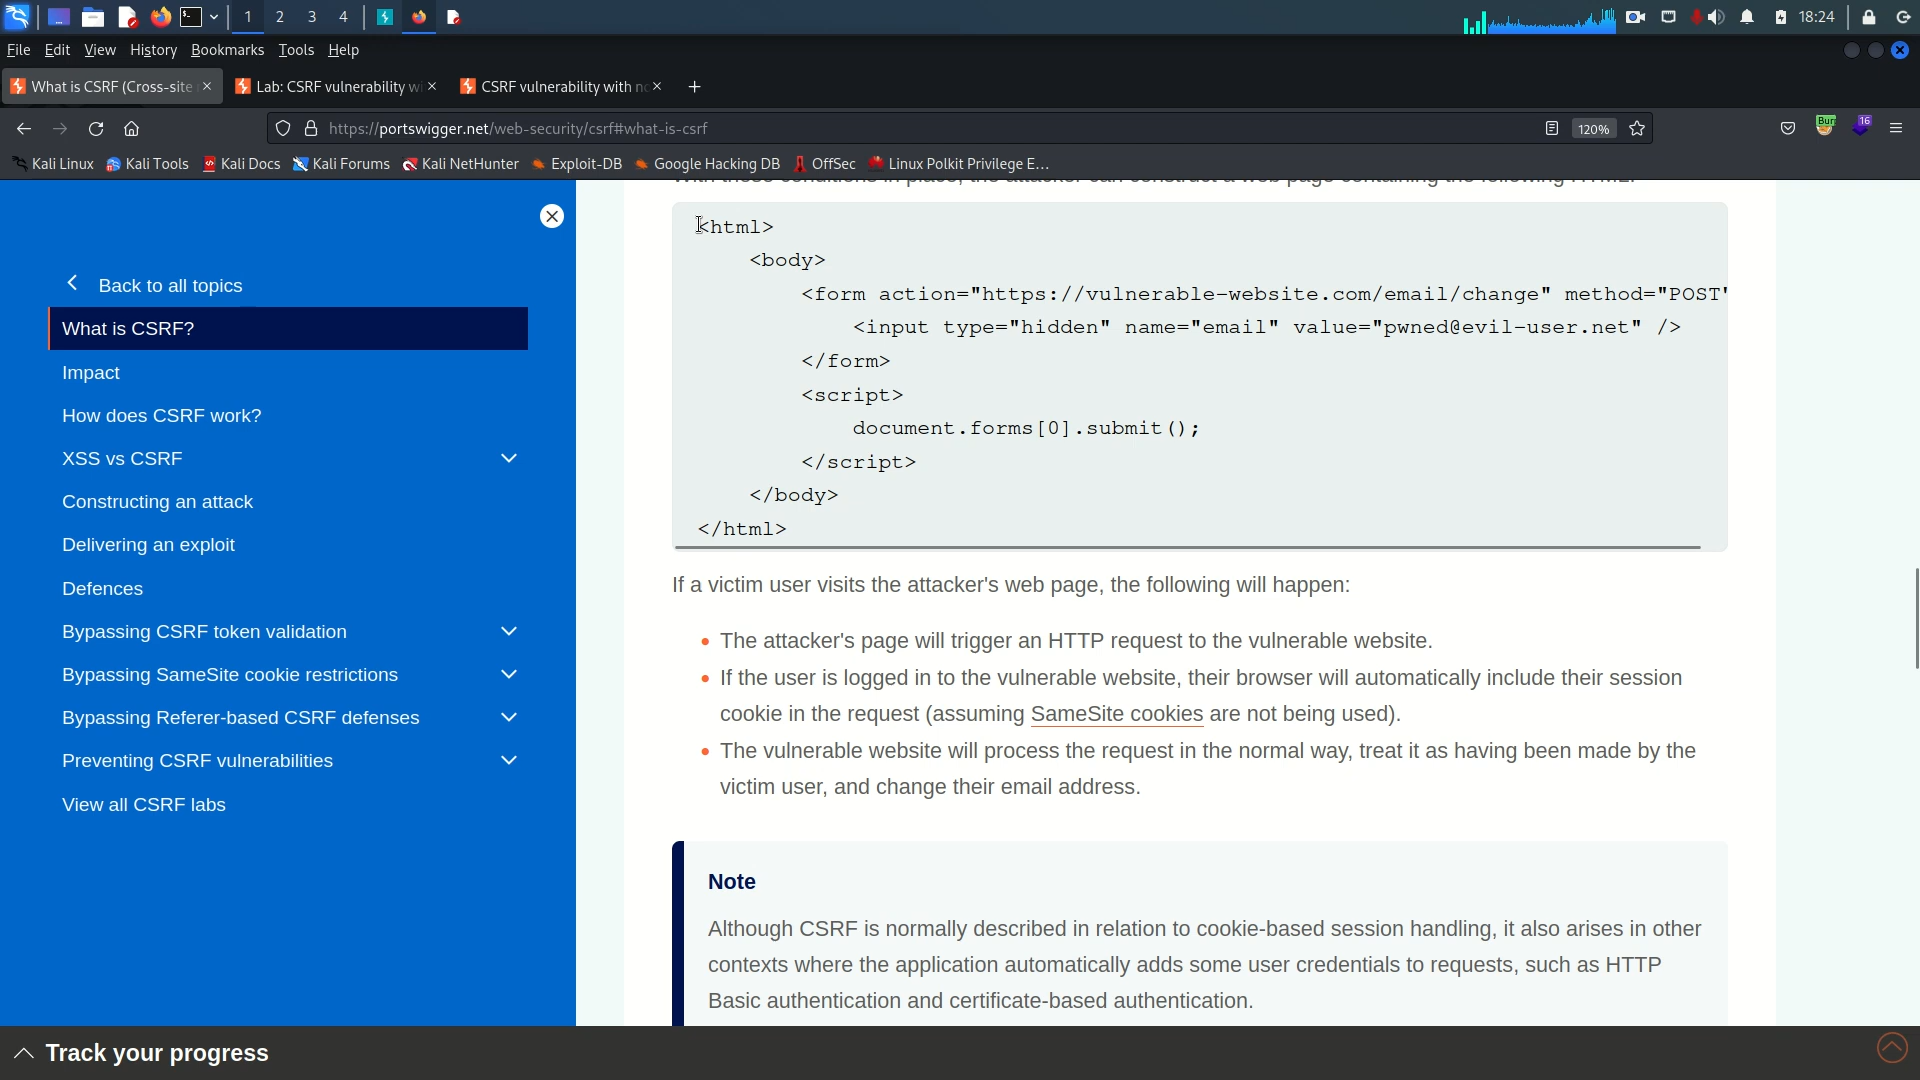 1 2 3 4
18:24
File Edit View History Bookmarks Tools Help
What is CSRF (Cross-site
Lab: CSRF vulnerability w
CSRF vulnerability with n
https://portswigger.net/web-security/csrf#what-is-csrf
120%
Bur
16
Kali Linux Kali Tools Kali Docs Kali Forums Kali NetHunter Exploit-DB Google Hacking DB OffSec Linux Polkit Privilege E...
Back to all topics
What is CSRF?
Impact
How does CSRF work?
XSS vs CSRF
Constructing an attack
Delivering an exploit
Defences
Bypassing CSRF token validation
Bypassing SameSite cookie restrictions
Bypassing Referer-based CSRF defenses
Preventing CSRF vulnerabilities
View all CSRF labs
<html>
<body>
<form action="https://vulnerable-website.com/email/change" method="POST"
<input type="hidden" name="email" value="pwned@evil-user.net" />
</form>
<script>
document.forms[0].submit();
</script>
</body>
</html>
If a victim user visits the attacker's web page, the following will happen:
The attacker's page will trigger an HTTP request to the vulnerable website.
If the user is logged in to the vulnerable website, their browser will automatically include their session
cookie in the request (assuming SameSite cookies are not being used).
The vulnerable website will process the request in the normal way, treat it as having been made by the
victim user, and change their email address.
Note
Although CSRF is normally described in relation to cookie-based session handling, it also arises in other
contexts where the application automatically adds some user credentials to requests, such as HTTP
Basic authentication and certificate-based authentication.
Track your progress